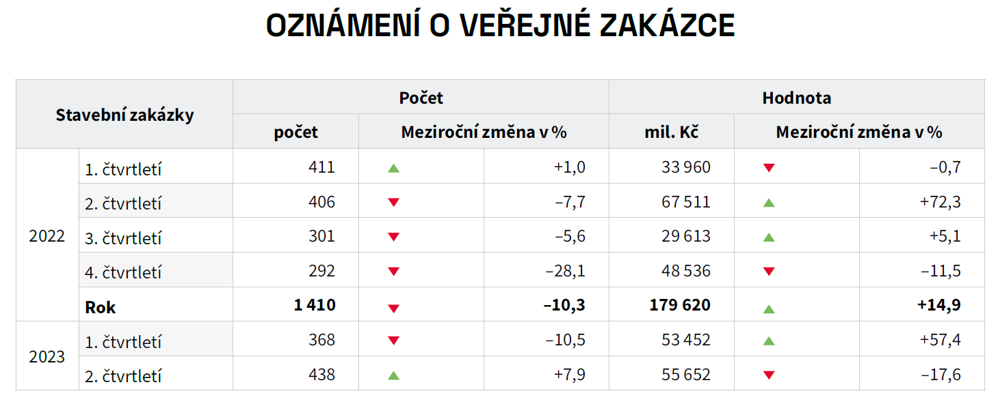 OZNÁMENÍ O VEŘEJNÉ ZAKÁZCE
Stavební zakázky Počet Hodnota
počet Meziroční změna v % mil. Kč Meziroční změna v %
2022
1. čtvrtletí 411 +1,0 33 960 –0,7
2. čtvrtletí 406 –7,7 67 511 +72,3
3. čtvrtletí 301 –5,6 29 613 +5,1
4. čtvrtletí 292 –28,1 48 536 –11,5
Rok 1 410 –10,3 179 620 +14,9
2023
1. čtvrtletí 368 –10,5 53 452 +57,4
2. čtvrtletí 438 +7,9 55 652 –17,6